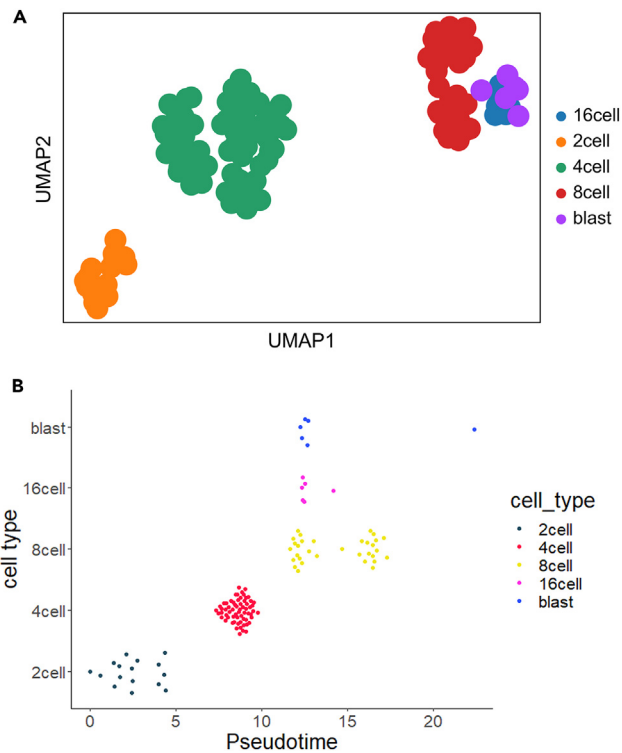 A
UMAP2
UMAP1
16cell
2cell
4cell
8cell
blast
B
cell type
blast
16cell
8cell
4cell
2cell
0 5 10 15 20
Pseudotime
cell_type
2cell
4cell
8cell
16cell
blast